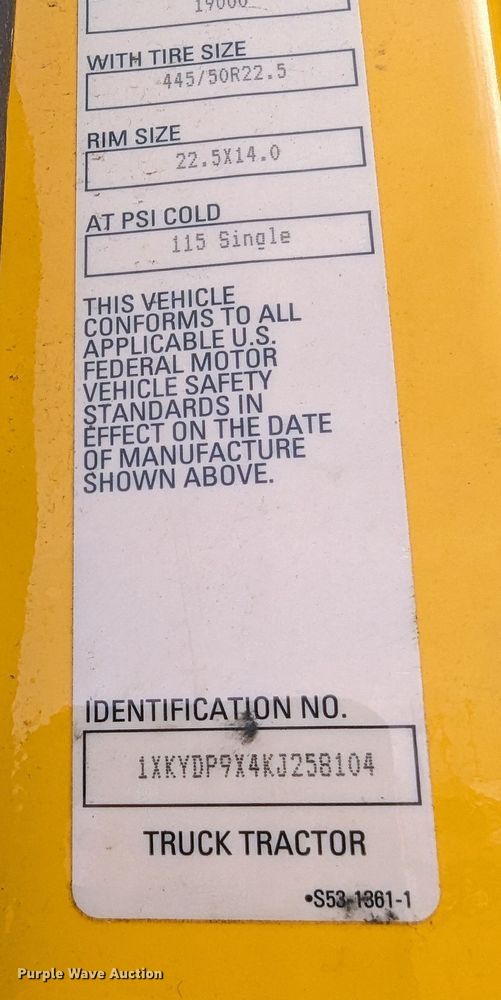 19000
WITH TIRE SIZE
445/50R22.5
RIM SIZE
22.5X14.0
AT PSI COLD
115 Single
THIS VEHICLE
CONFORMS TO ALL
APPLICABLE U.S.
FEDERAL MOTOR
VEHICLE SAFETY
STANDARDS IN
EFFECT ON THE DATE
OF MANUFACTURE
SHOWN ABOVE.
IDENTIFICATION NO.
1XKYDP9X4KJ258104
TRUCK TRACTOR
•S53-1361-1
Purple Wave Auction